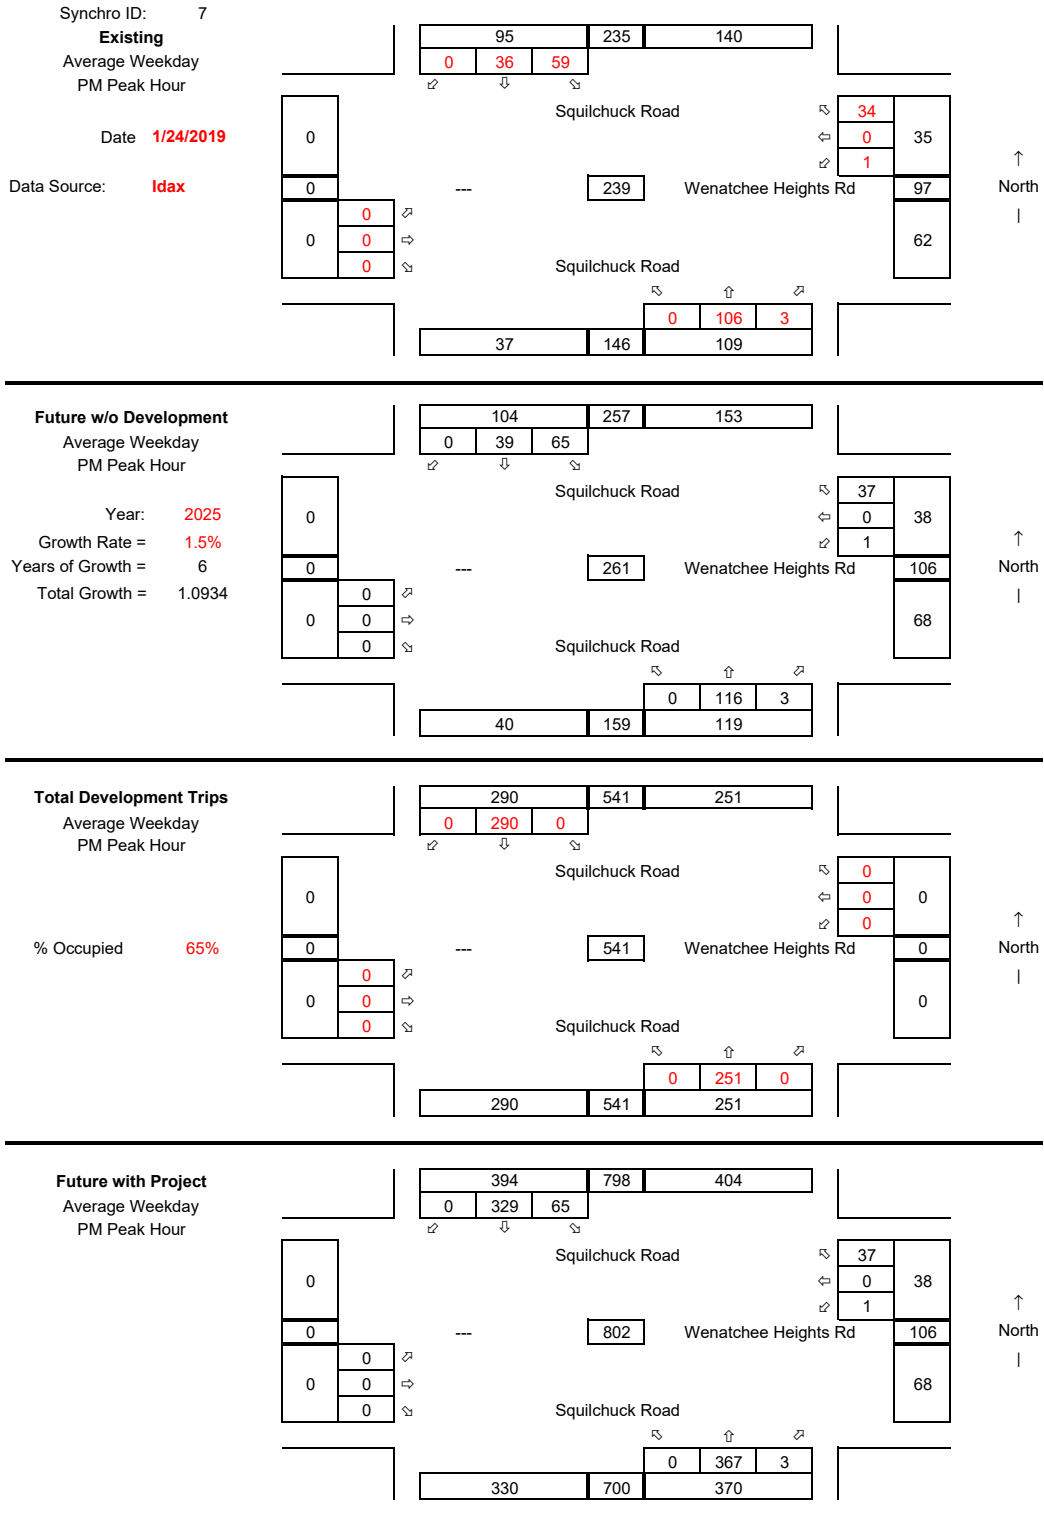 Synchro ID: 7
Existing 95 235 140
Average Weekday 0 36 59
PM Peak Hour ⬃ ⇩ ⬂
Squilchuck Road ⬁ 34
Date 1/24/2019 0 ⇦ 0 35
⬃ 1 ↑
Data Source: Idax 0 --- 239 Wenatchee Heights Rd 97 North
0 ⬀ |
0 0 ⇨ 62
0 ⬂ Squilchuck Road
⬁ ⇧ ⬀
0 106 3
37 146 109
Future w/o Development 104 257 153
Average Weekday 0 39 65
PM Peak Hour ⬃ ⇩ ⬂
Squilchuck Road ⬁ 37
Year: 2025 0 ⇦ 0 38
Growth Rate = 1.5% ⬃ 1 ↑
Years of Growth = 6 0 --- 261 Wenatchee Heights Rd 106 North
Total Growth = 1.0934 0 ⬀ |
0 0 ⇨ 68
0 ⬂ Squilchuck Road
⬁ ⇧ ⬀
0 116 3
40 159 119
Total Development Trips 290 541 251
Average Weekday 0 290 0
PM Peak Hour ⬃ ⇩ ⬂
Squilchuck Road ⬁ 0
0 ⇦ 0 0
⬃ 0 ↑
% Occupied 65% 0 --- 541 Wenatchee Heights Rd 0 North
0 ⬀ |
0 0 ⇨ 0
0 ⬂ Squilchuck Road
⬁ ⇧ ⬀
0 251 0
290 541 251
Future with Project 394 798 404
Average Weekday 0 329 65
PM Peak Hour ⬃ ⇩ ⬂
Squilchuck Road ⬁ 37
0 ⇦ 0 38
⬃ 1 ↑
0 --- 802 Wenatchee Heights Rd 106 North
0 ⬀ |
0 0 ⇨ 68
0 ⬂ Squilchuck Road
⬁ ⇧ ⬀
0 367 3
330 700 370